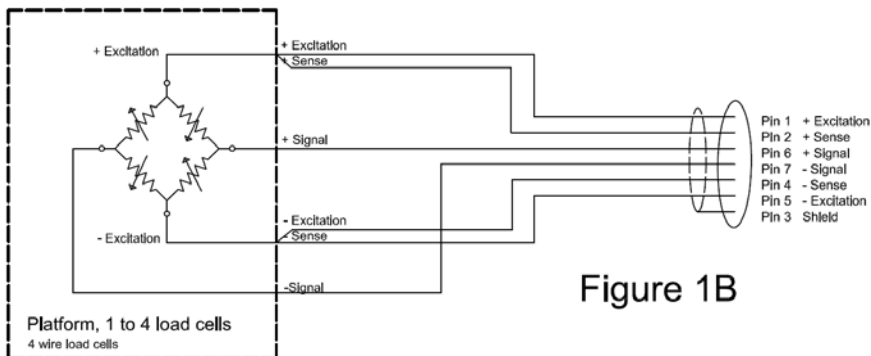 + Excitation
+ Excitation
+ Sense
+ Signal
- Excitation
- Excitation
- Sense
-Signal
Platform, 1 to 4 load cells
4 wire load cells
Pin 1 + Excitation
Pin 2 + Sense
Pin 6 + Signal
Pin 7 - Signal
Pin 4 - Sense
Pin 5 - Excitation
Pin 3 Shield
Figure 1B